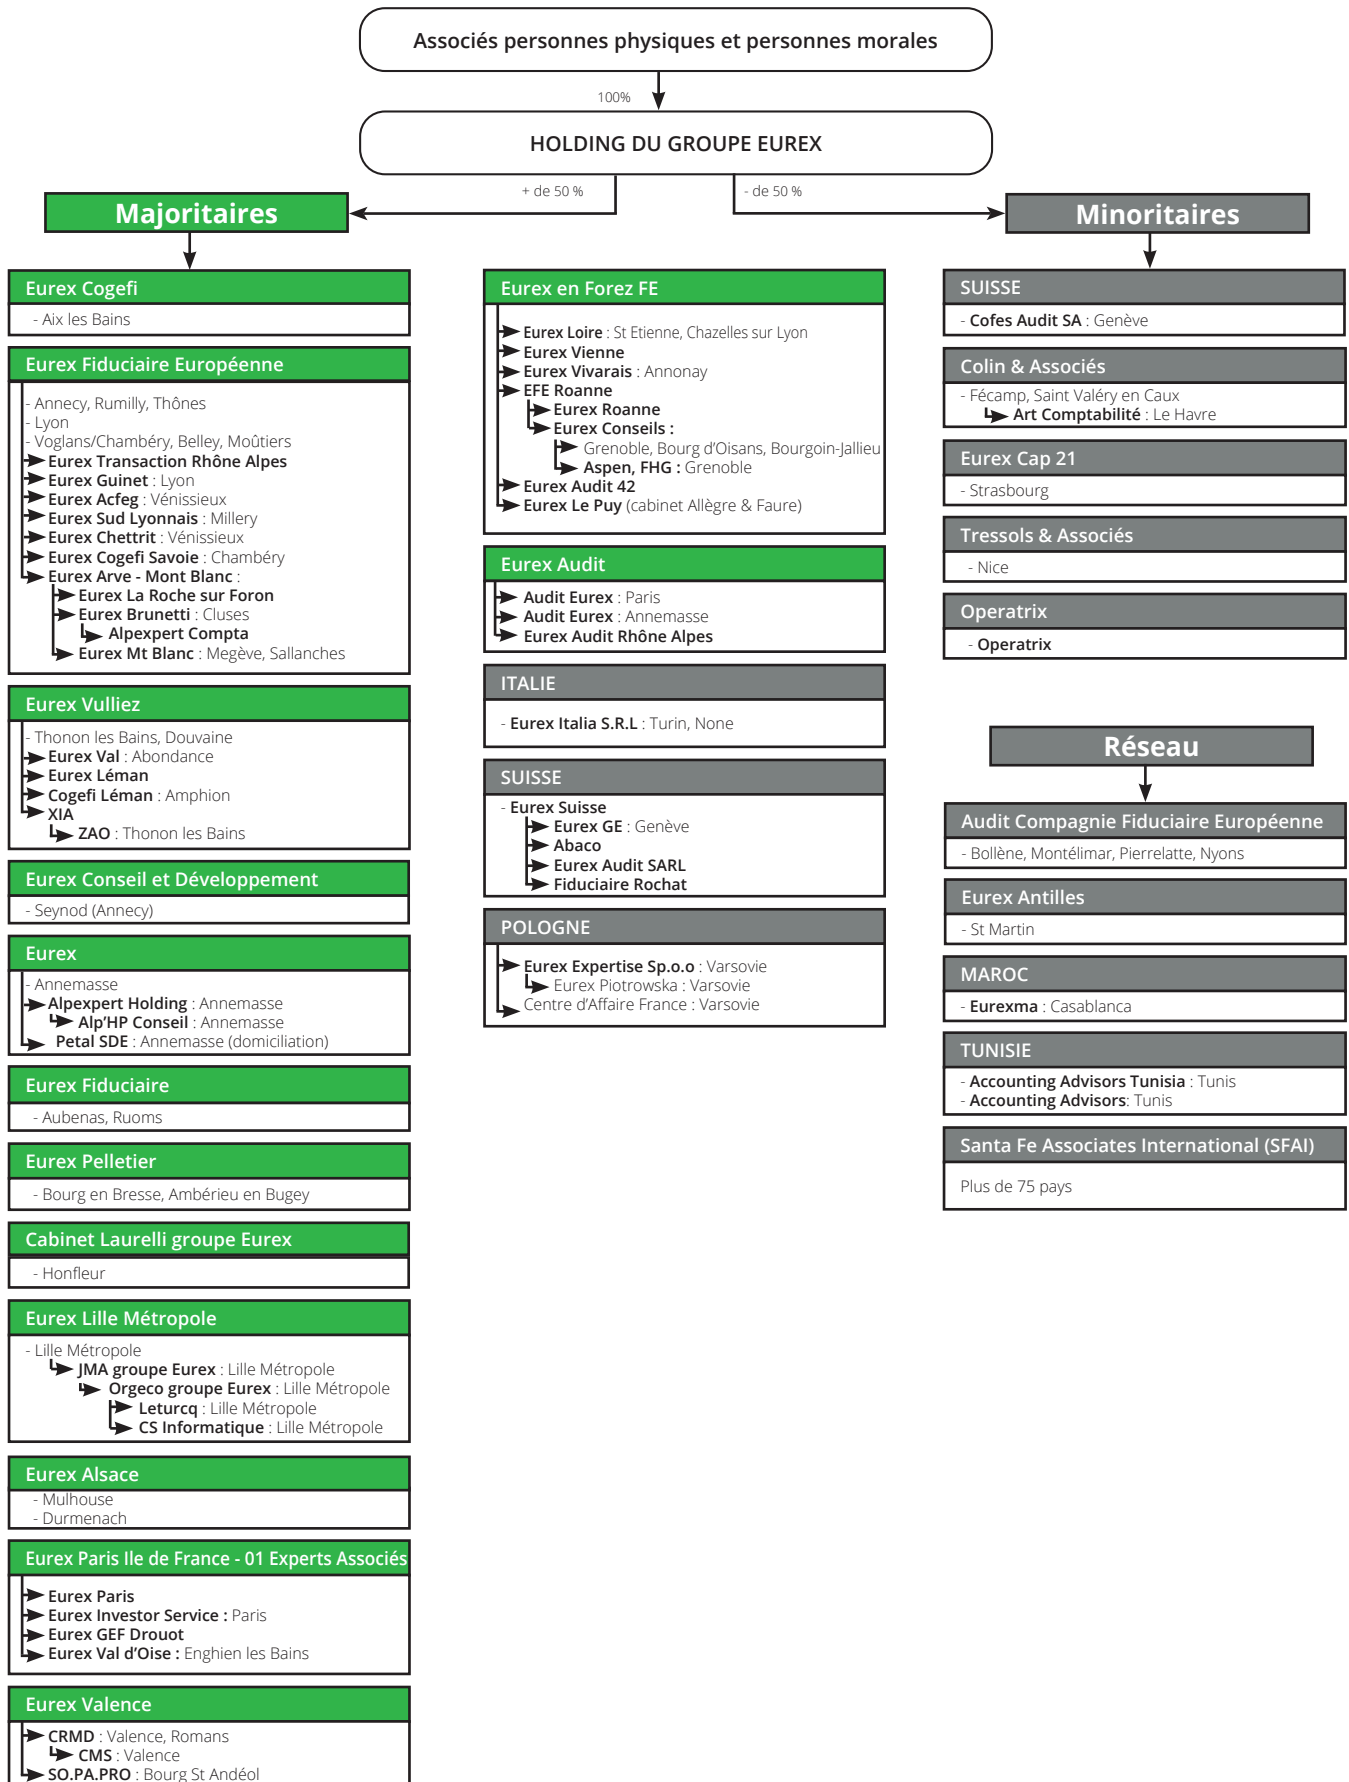 Associés personnes physiques et personnes morales
100%
HOLDING DU GROUPE EUREX
+ de 50 %
- de 50 %
Majoritaires
Minoritaires
Eurex Cogefi
- Aix les Bains
Eurex Fiduciaire Européenne
- Annecy, Rumilly, Thônes
- Lyon
- Voglans/Chambéry, Belley, Moûtiers
Eurex Transaction Rhône Alpes
Eurex Guinet : Lyon
Eurex Acfeg : Vénissieux
Eurex Sud Lyonnais : Millery
Eurex Chettrit : Vénissieux
Eurex Cogefi Savoie : Chambéry
Eurex Arve - Mont Blanc :
Eurex La Roche sur Foron
Eurex Brunetti : Cluses
Alpexpert Compta
Eurex Mt Blanc : Megève, Sallanches
Eurex Vulliez
- Thonon les Bains, Douvaine
Eurex Val : Abondance
Eurex Léman
Cogefi Léman : Amphion
XIA
ZAO : Thonon les Bains
Eurex Conseil et Développement
- Seynod (Annecy)
Eurex
- Annemasse
Alpexpert Holding : Annemasse
Alp'HP Conseil : Annemasse
Petal SDE : Annemasse (domiciliation)
Eurex Fiduciaire
- Aubenas, Ruoms
Eurex Pelletier
- Bourg en Bresse, Ambérieu en Bugey
Cabinet Laurelli groupe Eurex
- Honfleur
Eurex Lille Métropole
- Lille Métropole
JMA groupe Eurex : Lille Métropole
Orgeco groupe Eurex : Lille Métropole
Leturcq : Lille Métropole
CS Informatique : Lille Métropole
Eurex Alsace
- Mulhouse
- Durmenach
Eurex Paris Ile de France - 01 Experts Associés
Eurex Paris
Eurex Investor Service : Paris
Eurex GEF Drouot
Eurex Val d'Oise : Enghien les Bains
Eurex Valence
CRMD : Valence, Romans
CMS : Valence
SO.PA.PRO : Bourg St Andéol
Eurex en Forez FE
Eurex Loire : St Etienne, Chazelles sur Lyon
Eurex Vienne
Eurex Vivarais : Annonay
EFE Roanne
Eurex Roanne
Eurex Conseils :
Grenoble, Bourg d'Oisans, Bourgoin-Jallieu
Aspen, FHG : Grenoble
Eurex Audit 42
Eurex Le Puy (cabinet Allègre & Faure)
Eurex Audit
Audit Eurex : Paris
Audit Eurex : Annemasse
Eurex Audit Rhône Alpes
ITALIE
- Eurex Italia S.R.L : Turin, None
SUISSE
- Eurex Suisse
Eurex GE : Genève
Abaco
Eurex Audit SARL
Fiduciaire Rochat
POLOGNE
Eurex Expertise Sp.o.o : Varsovie
Eurex Piotrowska : Varsovie
Centre d'Affaire France : Varsovie
SUISSE
- Cofes Audit SA : Genève
Colin & Associés
- Fécamp, Saint Valéry en Caux
Art Comptabilité : Le Havre
Eurex Cap 21
- Strasbourg
Tressols & Associés
- Nice
Operatrix
- Operatrix
Réseau
Audit Compagnie Fiduciaire Européenne
- Bollène, Montélimar, Pierrelatte, Nyons
Eurex Antilles
- St Martin
MAROC
- Eurexma : Casablanca
TUNISIE
- Accounting Advisors Tunisia : Tunis
- Accounting Advisors: Tunis
Santa Fe Associates International (SFAI)
Plus de 75 pays